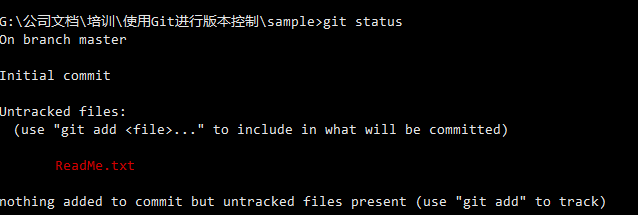 G:\公司文档\培训\使用Git进行版本控制\sample>git status
On branch master
Initial commit
Untracked files:
(use "git add <file>..." to include in what will be committed)
ReadMe.txt
nothing added to commit but untracked files present (use "git add" to track)